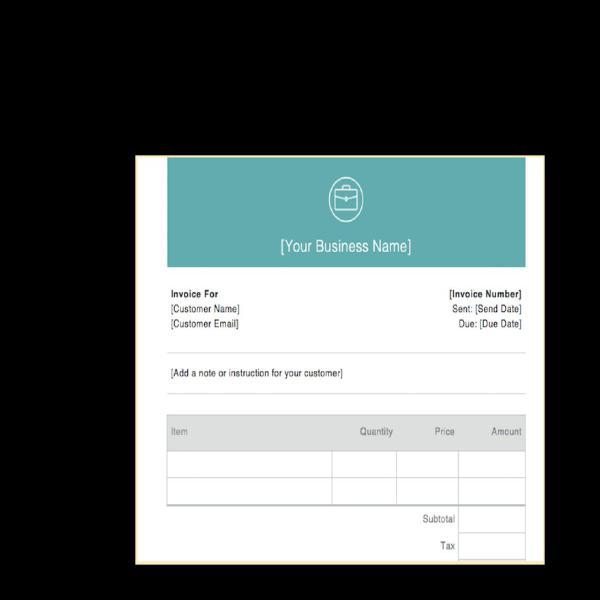 [Your Business Name]
Invoice For
[Invoice Number]
[Customer Name]
Sent: [Send Date]
[Customer Email]
Due: [Due Date]
[Add a note or instruction for your customer]
Item Quantity Price Amount
Subtotal
Tax